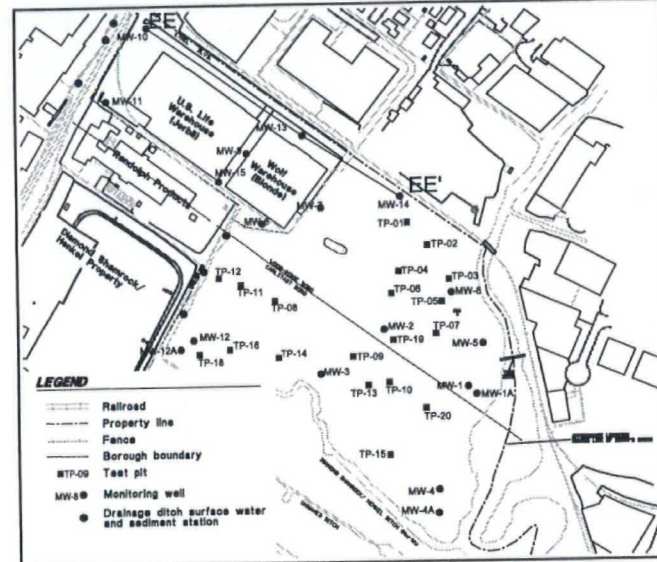 EE
MW-10
MW-11
U.S. Life
Warehouse
(Jerbil)
MW-13
Wolf
Warehouse
(Blonde)
MW-15
Randolph Products
EE'
MW-14
TP-01
TP-02
Diamond Shamrock/
Henkel Property
TP-12
TP-11
TP-08
TP-04
TP-03
TP-06
TP-05
MW-2
TP-07
TP-19
MW-5
MW-12
MW-12A
TP-18
TP-16
TP-14
TP-09
MW-3
TP-13
TP-10
MW-1
MW-1A
TP-20
TP-15
MW-4
MW-4A
LEGEND
Railroad
Property line
Fence
Borough boundary
TP-09 Test pit
MW-8 Monitoring well
Drainage ditch surface water
and sediment station